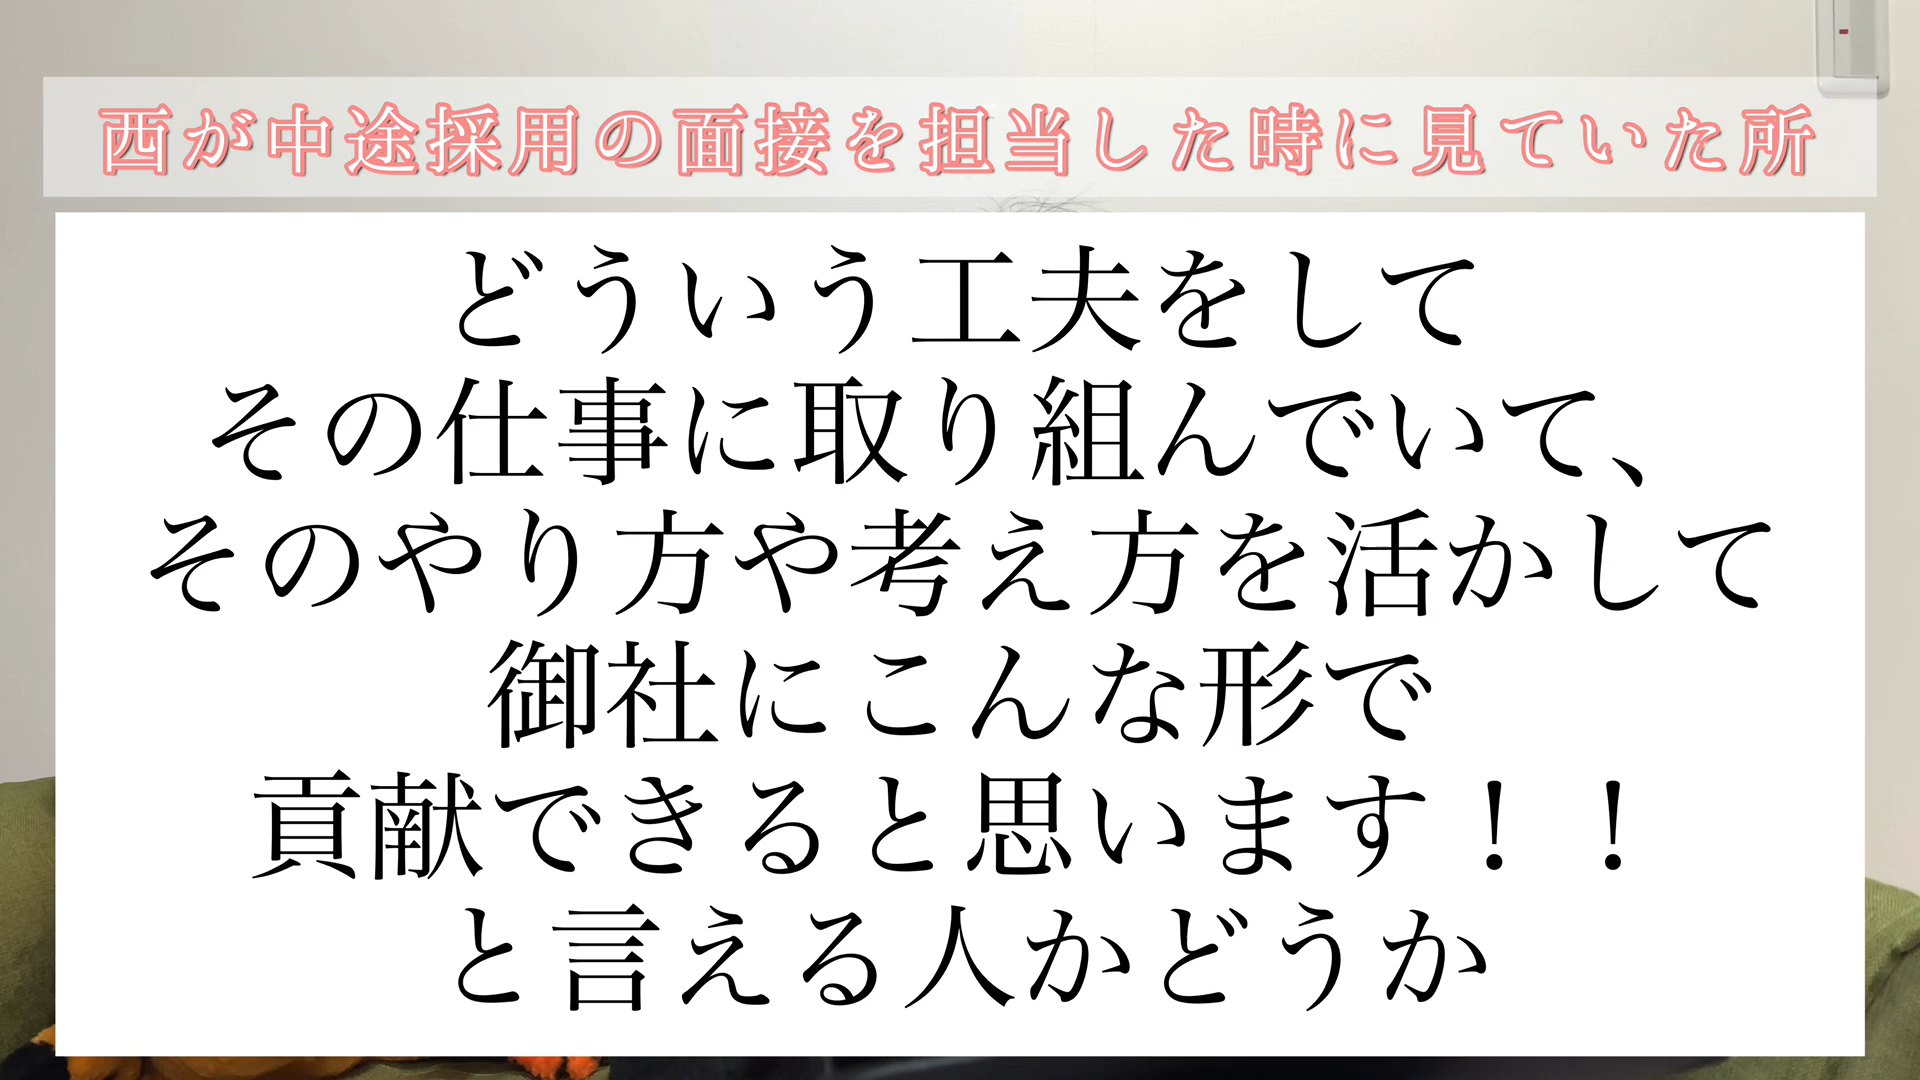 西が中途採用の面接を担当した時に見ていた所
どういう工夫をして
その仕事に取り組んでいて、
そのやり方や考え方を活かして
御社にこんな形で
貢献できると思います！！
と言える人かどうか